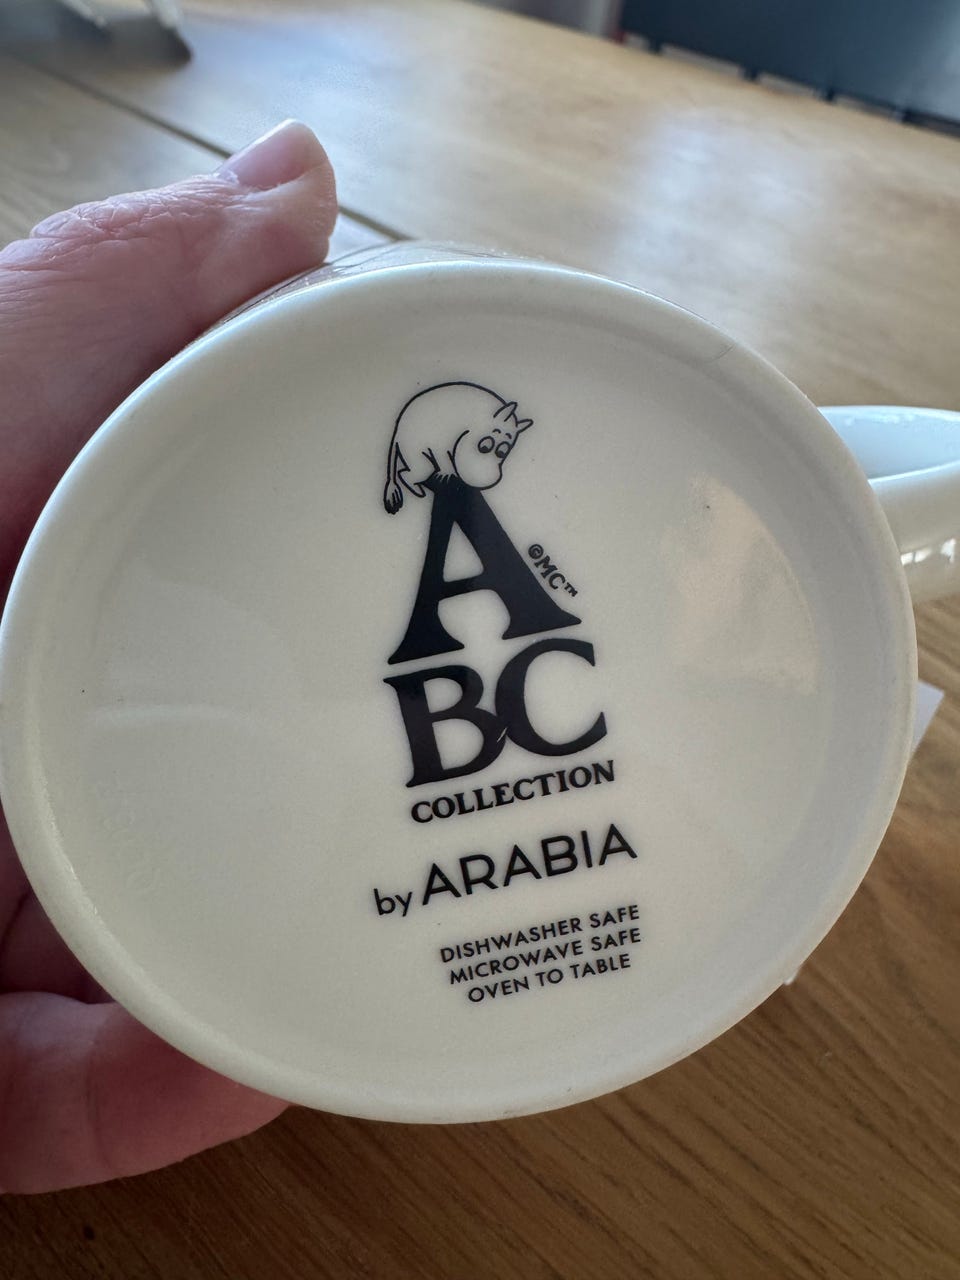 A
©MC™
BC
COLLECTION
by ARABIA
DISHWASHER SAFE
MICROWAVE SAFE
OVEN TO TABLE